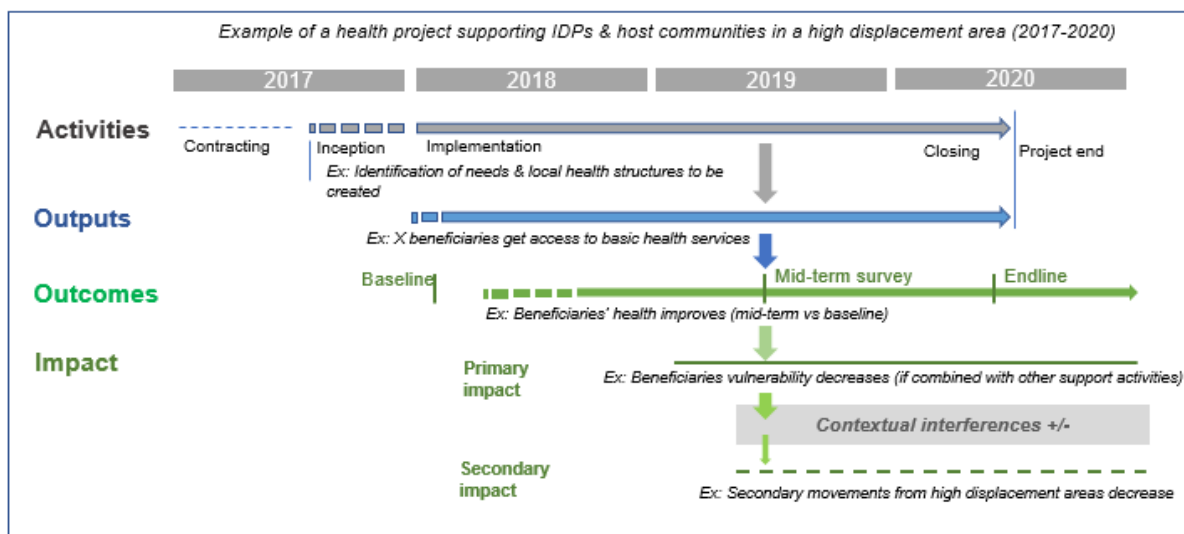 Example of a health project supporting IDPs & host communities in a high displacement area (2017-2020)
2017 2018 2019 2020
Activities
Contracting Inception Implementation Closing Project end
Ex: Identification of needs & local health structures to be
created
Outputs
Ex: X beneficiaries get access to basic health services
Baseline Mid-term survey Endline
Outcomes
Ex: Beneficiaries' health improves (mid-term vs baseline)
Impact
Primary
impact
Ex: Beneficiaries vulnerability decreases (if combined with other support activities)
Contextual interferences +/-
Secondary
impact
Ex: Secondary movements from high displacement areas decrease